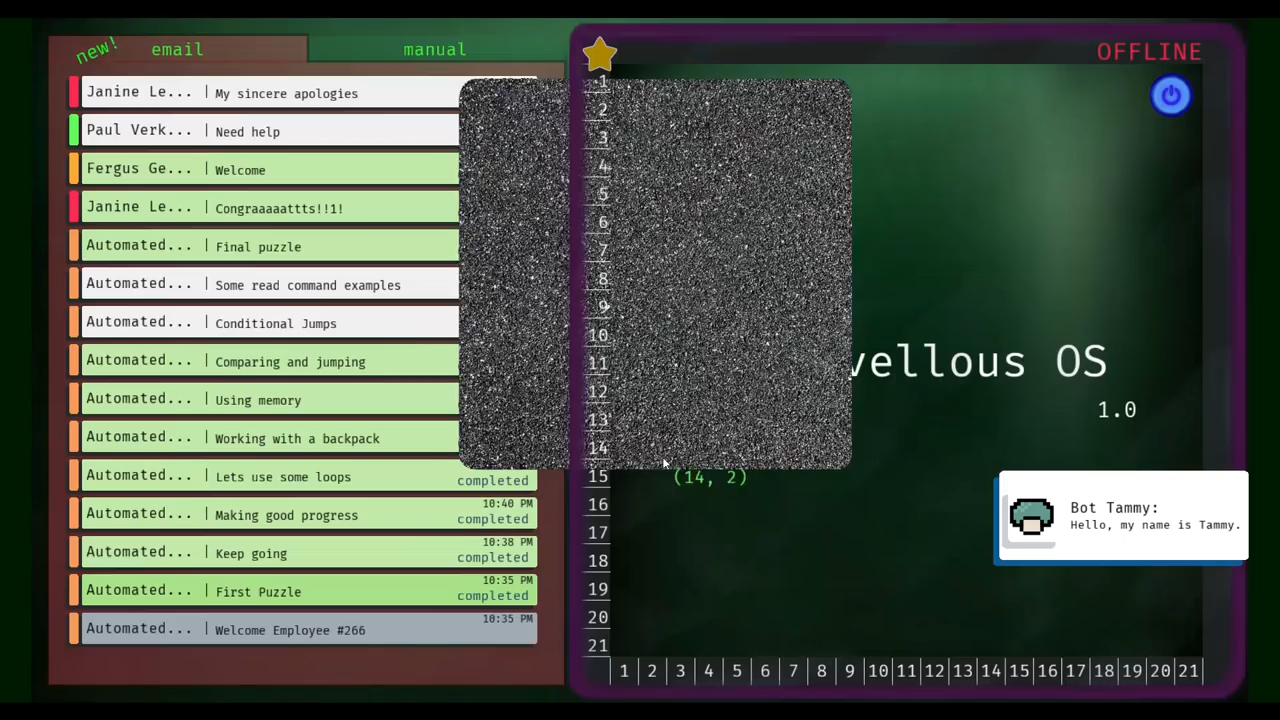 new!
email
manual
OFFLINE
Janine Le... | My sincere apologies
Paul Verk... | Need help
Fergus Ge... | Welcome
Janine Le... | Congraaaaattts!!1!
Automated... | Final puzzle
Automated... | Some read command examples
Automated... | Conditional Jumps
Automated... | Comparing and jumping
Automated... | Using memory
Automated... | Working with a backpack
Automated... | Lets use some loops
completed
Automated... | Making good progress
10:40 PM
completed
Automated... | Keep going
10:38 PM
completed
Automated... | First Puzzle
10:35 PM
completed
Automated... | Welcome Employee #266
10:35 PM
1
2
3
4
5
6
7
8
9
10
11
12
13
14
15
16
17
18
19
20
21
vellous OS
1.0
(14, 2)
Bot Tammy:
Hello, my name is Tammy.
1 2 3 4 5 6 7 8 9 10 11 12 13 14 15 16 17 18 19 20 21